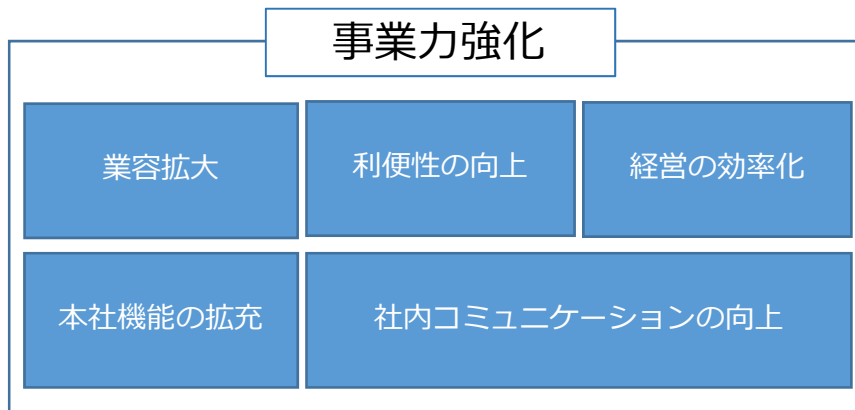 事業力強化
業容拡大
利便性の向上
経営の効率化
本社機能の拡充
社内コミュニケーションの向上